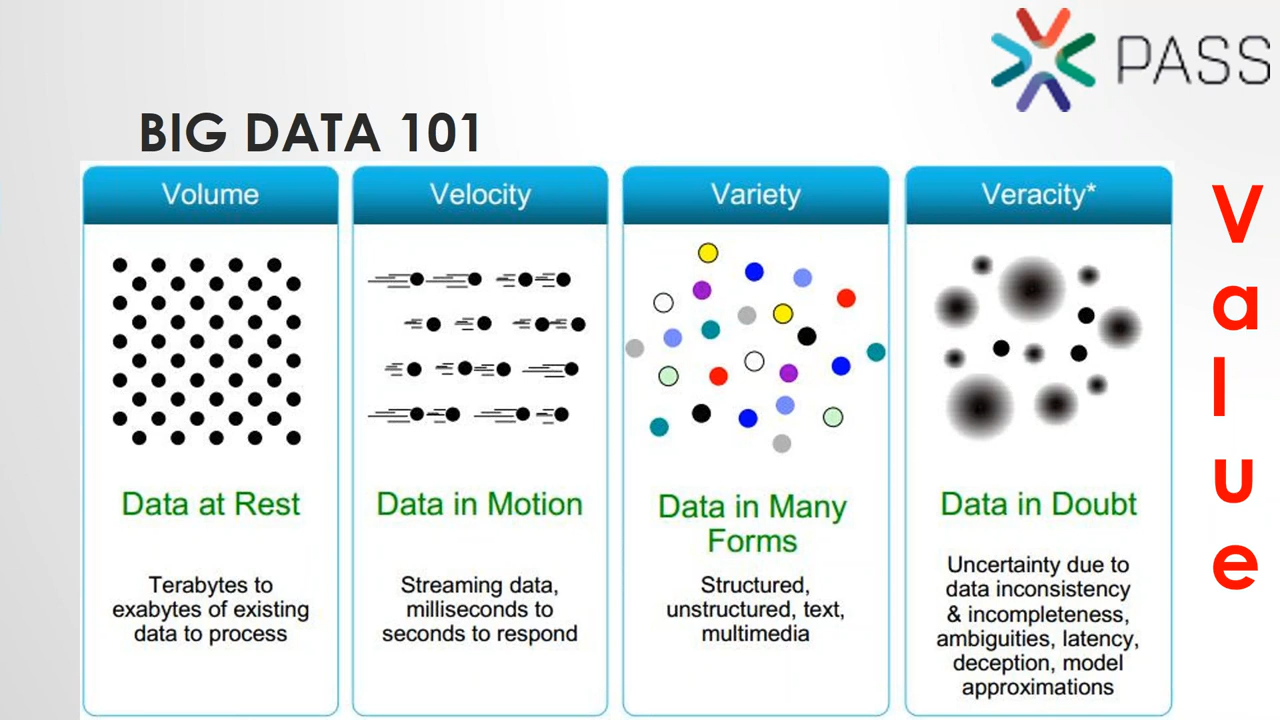 PASS
BIG DATA 101
Volume
Data at Rest
Terabytes to
exabytes of existing
data to process
Velocity
Data in Motion
Streaming data,
milliseconds to
seconds to respond
Variety
Data in Many
Forms
Structured,
unstructured, text,
multimedia
Veracity*
Data in Doubt
Uncertainty due to
data inconsistency
& incompleteness,
ambiguities, latency,
deception, model
approximations
Value